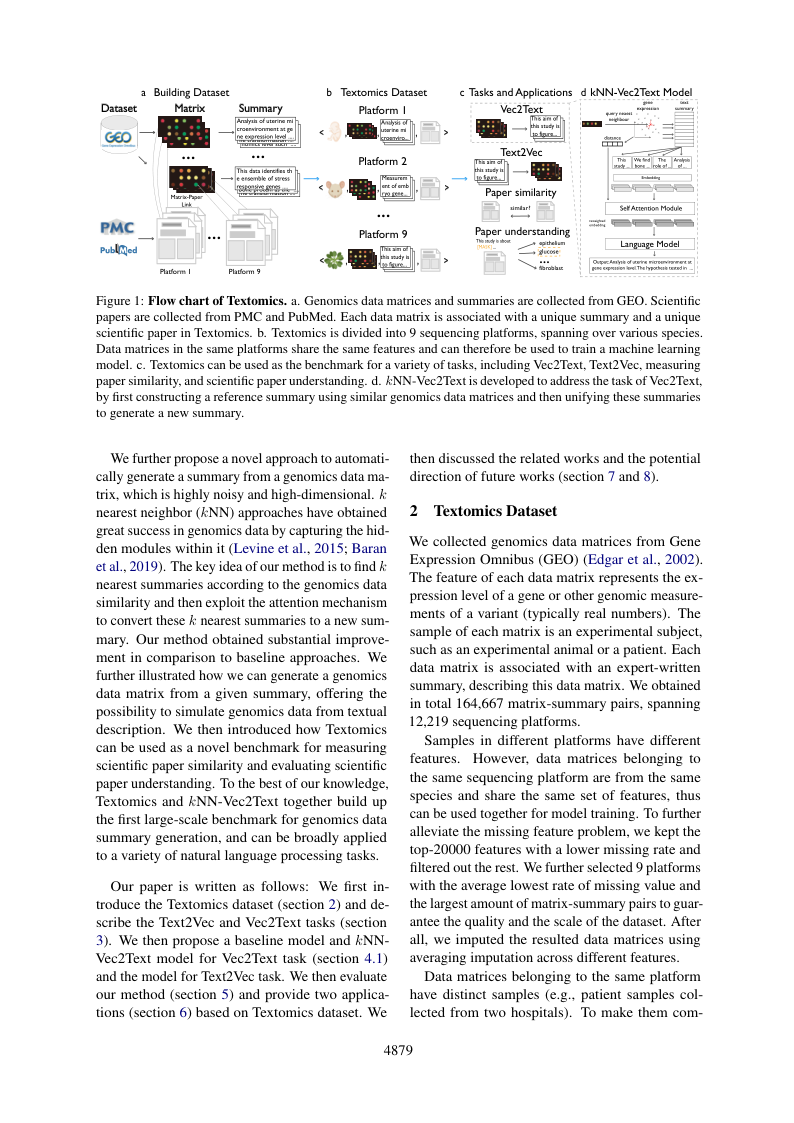 a Building Dataset
b Textomics Dataset
c Tasks and Applications
d kNN-Vec2Text Model
Dataset
Matrix
Summary
GEO
Gene Expression Omnibus
Analysis of uterine mi
croenvironment at ge
ne expression level ...
...
...
This data identifies th
e ensemble of stress
responsive genes
Matrix-Paper
Link
PMC
PubMed
...
Platform 1
Platform 9
Platform 1
< , Analysis of
uterine mi
croenviro.. , >
Platform 2
< , Measurem
ent of emb
ryo gene... , >
...
Platform 9
< , This aim of
this study is
to figure... , >
Vec2Text
This aim of
this study is
to figure...
Text2Vec
This aim of
this study is
to figure...
Paper similarity
similar?
Paper understanding
This study is about
[MASK]
epithelium
glucose
...
fibroblast
gene
expression
text
summary
query nearest
neighbour
distance
This
study ...
We find
bone ...
The
role of ...
Analysis
of ...
Embedding
Self Attention Module
reweighted
embedding
Language Model
Output: Analysis of uterine microenvironment at
gene expression level. The hypothesis tested in ....
Figure 1: Flow chart of Textomics. a. Genomics data matrices and summaries are collected from GEO. Scientific
papers are collected from PMC and PubMed. Each data matrix is associated with a unique summary and a unique
scientific paper in Textomics. b. Textomics is divided into 9 sequencing platforms, spanning over various species.
Data matrices in the same platforms share the same features and can therefore be used to train a machine learning
model. c. Textomics can be used as the benchmark for a variety of tasks, including Vec2Text, Text2Vec, measuring
paper similarity, and scientific paper understanding. d. kNN-Vec2Text is developed to address the task of Vec2Text,
by first constructing a reference summary using similar genomics data matrices and then unifying these summaries
to generate a new summary.
We further propose a novel approach to automati-
cally generate a summary from a genomics data ma-
trix, which is highly noisy and high-dimensional. k
nearest neighbor (kNN) approaches have obtained
great success in genomics data by capturing the hid-
den modules within it (Levine et al., 2015; Baran
et al., 2019). The key idea of our method is to find k
nearest summaries according to the genomics data
similarity and then exploit the attention mechanism
to convert these k nearest summaries to a new sum-
mary. Our method obtained substantial improve-
ment in comparison to baseline approaches. We
further illustrated how we can generate a genomics
data matrix from a given summary, offering the
possibility to simulate genomics data from textual
description. We then introduced how Textomics
can be used as a novel benchmark for measuring
scientific paper similarity and evaluating scientific
paper understanding. To the best of our knowledge,
Textomics and kNN-Vec2Text together build up
the first large-scale benchmark for genomics data
summary generation, and can be broadly applied
to a variety of natural language processing tasks.
Our paper is written as follows: We first in-
troduce the Textomics dataset (section 2) and de-
scribe the Text2Vec and Vec2Text tasks (section
3). We then propose a baseline model and kNN-
Vec2Text model for Vec2Text task (section 4.1)
and the model for Text2Vec task. We then evaluate
our method (section 5) and provide two applica-
tions (section 6) based on Textomics dataset. We
then discussed the related works and the potential
direction of future works (section 7 and 8).
2 Textomics Dataset
We collected genomics data matrices from Gene
Expression Omnibus (GEO) (Edgar et al., 2002).
The feature of each data matrix represents the ex-
pression level of a gene or other genomic measure-
ments of a variant (typically real numbers). The
sample of each matrix is an experimental subject,
such as an experimental animal or a patient. Each
data matrix is associated with an expert-written
summary, describing this data matrix. We obtained
in total 164,667 matrix-summary pairs, spanning
12,219 sequencing platforms.
Samples in different platforms have different
features. However, data matrices belonging to
the same sequencing platform are from the same
species and share the same set of features, thus
can be used together for model training. To further
alleviate the missing feature problem, we kept the
top-20000 features with a lower missing rate and
filtered out the rest. We further selected 9 platforms
with the average lowest rate of missing value and
the largest amount of matrix-summary pairs to guar-
antee the quality and the scale of the dataset. After
all, we imputed the resulted data matrices using
averaging imputation across different features.
Data matrices belonging to the same platform
have distinct samples (e.g., patient samples col-
lected from two hospitals). To make them com-
4879